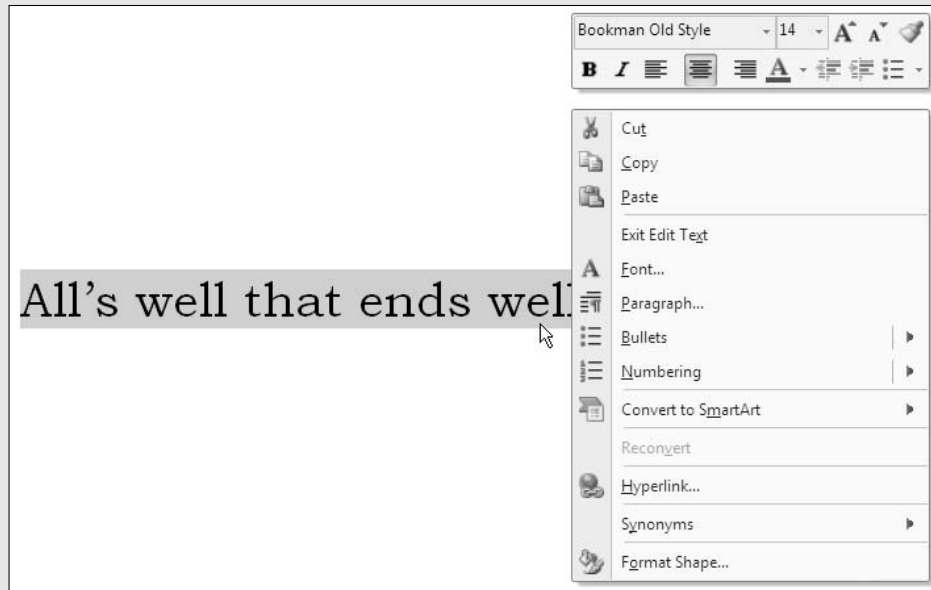 Bookman Old Style 14 A A
B I A
Cut
Copy
Paste
Exit Edit Text
Font...
Paragraph...
All's well that ends well
Bullets
Numbering
Convert to SmartArt
Reconvert
Hyperlink...
Synonyms
Format Shape...